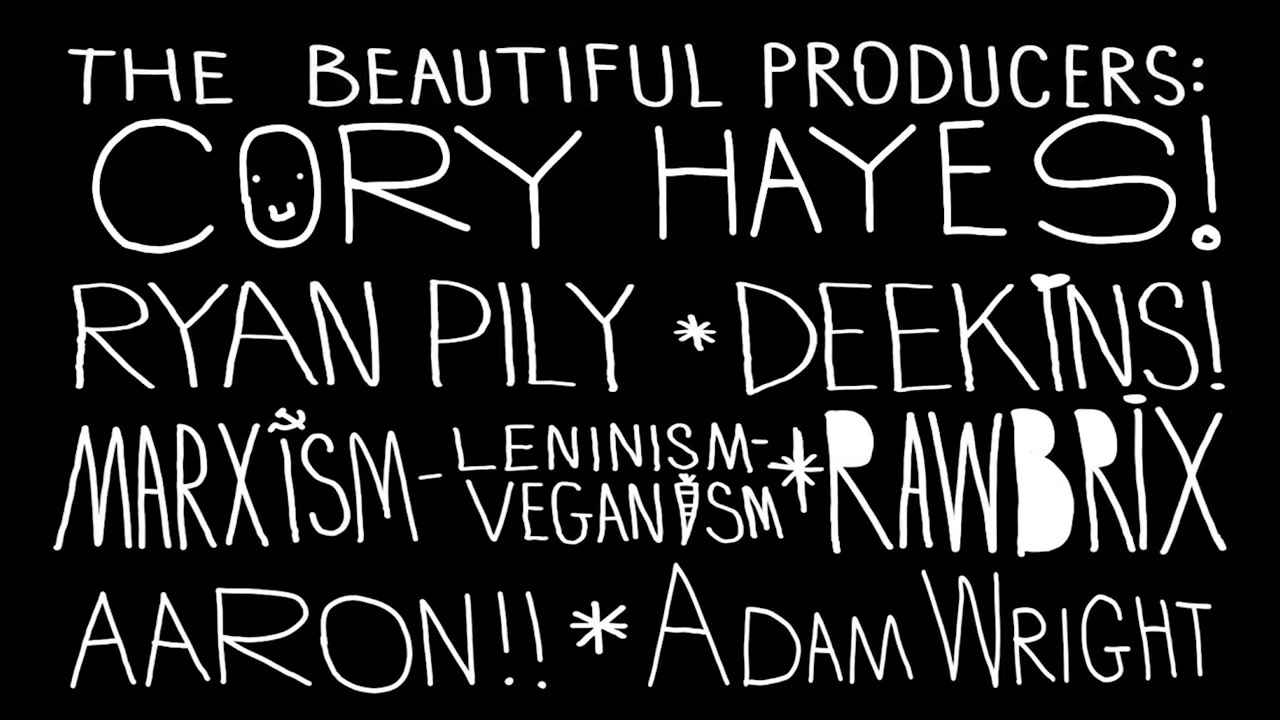 THE BEAUTIFUL PRODUCERS:
CORY HAYES!
RYAN PILY * DEEKINS!
MARXISM-LENINISM-VEGANISM * RAWBRIX
AARON!! * ADAM WRIGHT